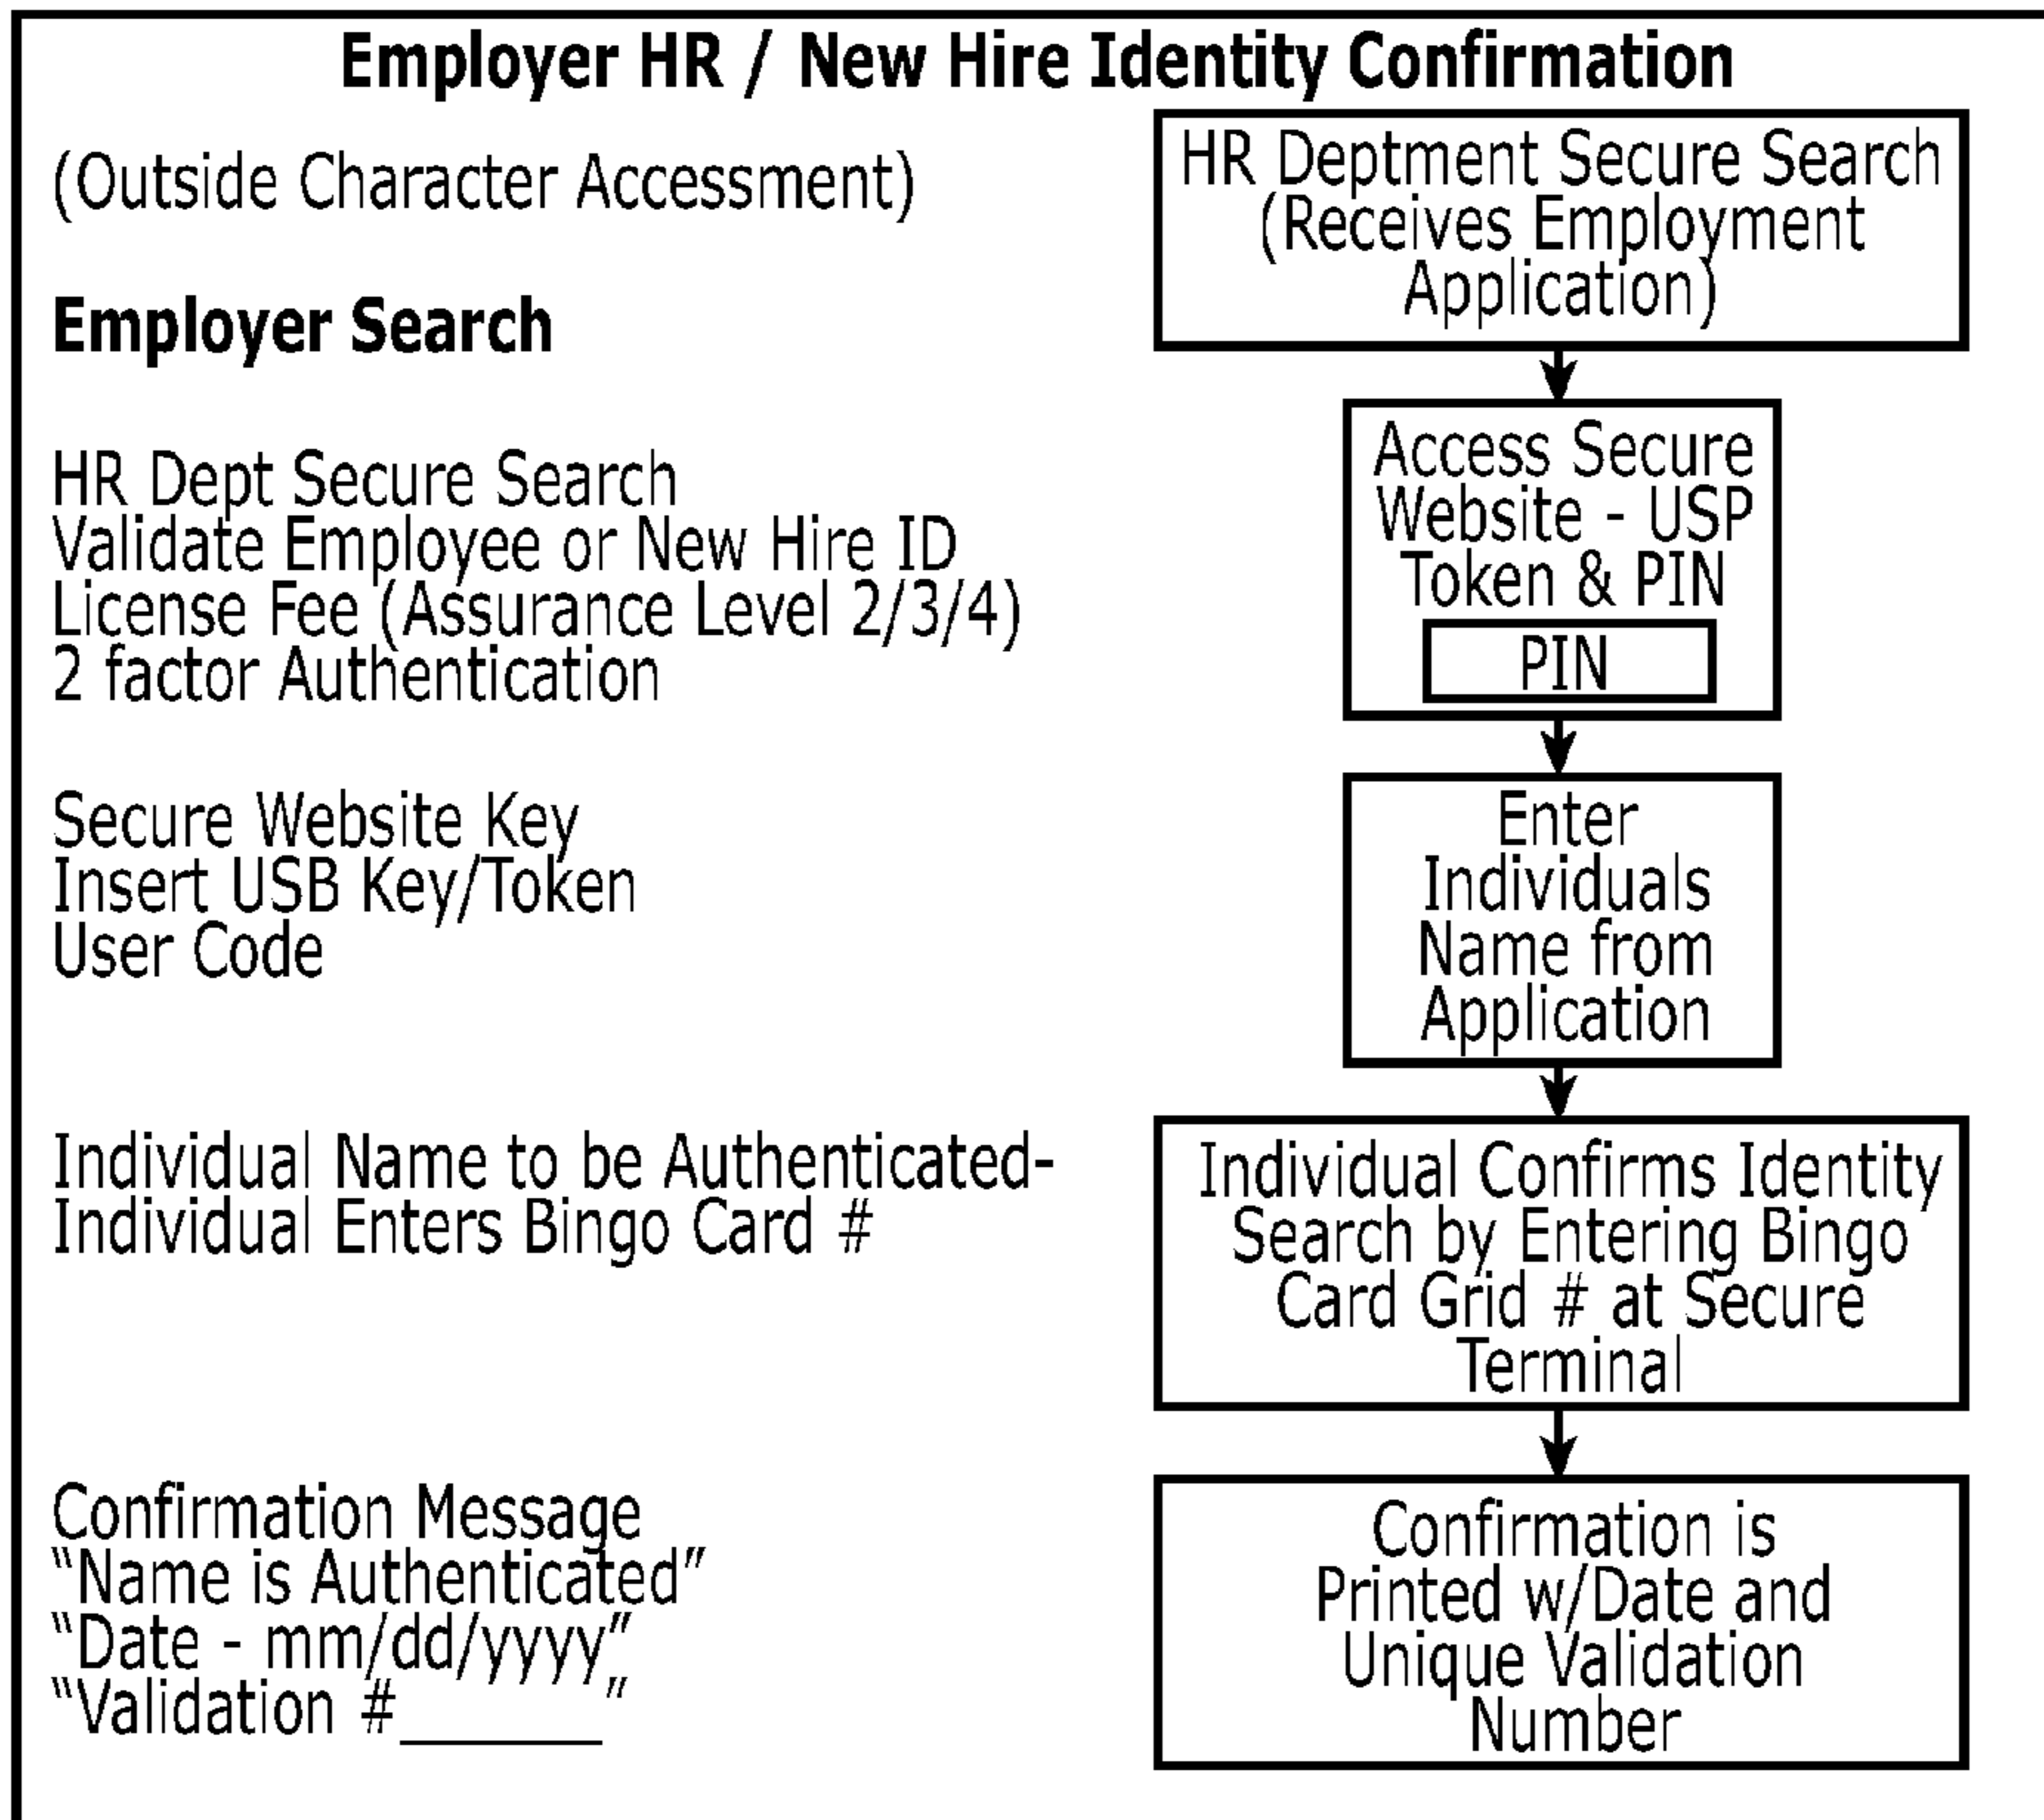 Employer HR / New Hire Identity Confirmation
(Outside Character Accessment)
Employer Search
HR Dept Secure Search
Validate Employee or New Hire ID
License Fee (Assurance Level 2/3/4)
2 factor Authentication
Secure Website Key
Insert USB Key/Token
User Code
Individual Name to be Authenticated-
Individual Enters Bingo Card #
Confirmation Message
“Name is Authenticated”
“Date - mm/dd/yyyy”
“Validation #______”
HR Deptment Secure Search
(Receives Employment
Application)
Access Secure
Website - USP
Token & PIN
PIN
Enter
Individuals
Name from
Application
Individual Confirms Identity
Search by Entering Bingo
Card Grid # at Secure
Terminal
Confirmation is
Printed w/Date and
Unique Validation
Number